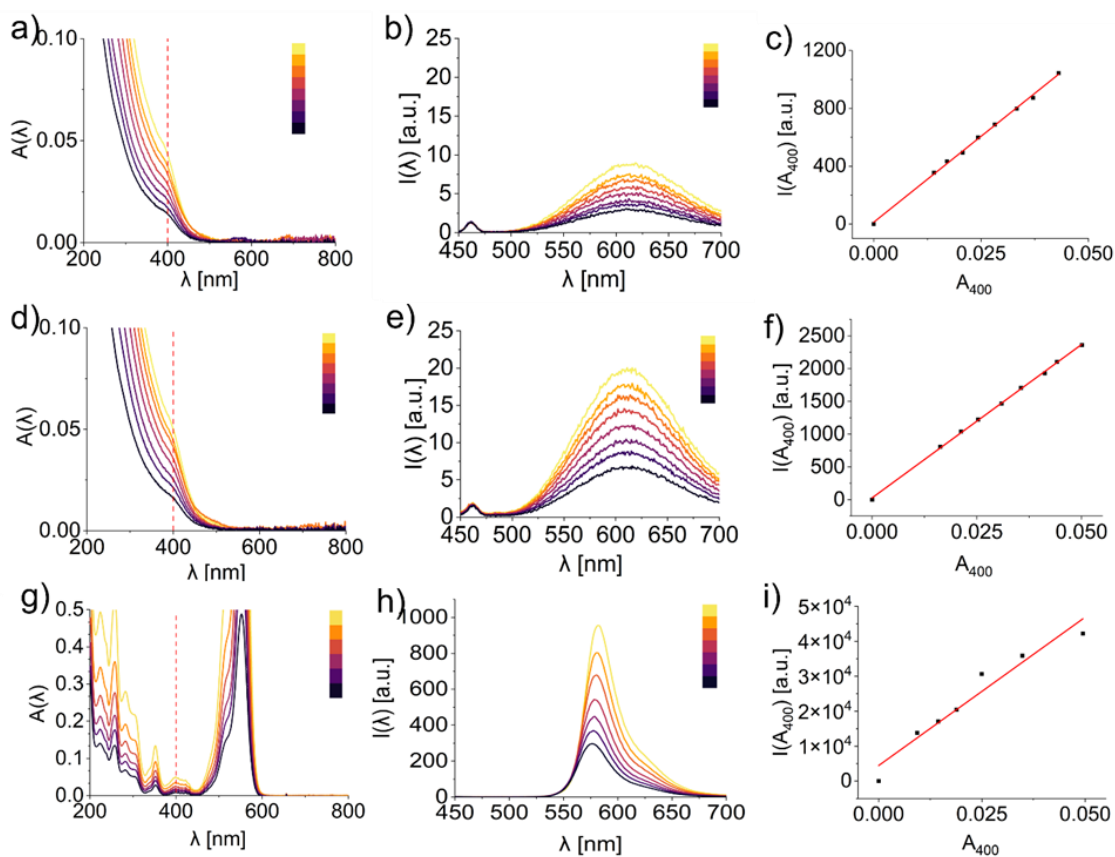 a)
0.10
0.05
0.00
A(λ)
200 400 600 800
λ [nm]
b)
25
20
15
10
5
0
I(λ) [a.u.]
450 500 550 600 650 700
λ [nm]
c)
1200
800
400
0
I(A400) [a.u.]
0.000 0.025 0.050
A400
d)
0.10
0.05
0.00
A(λ)
200 400 600 800
λ [nm]
e)
25
20
15
10
5
0
I(λ) [a.u.]
450 500 550 600 650 700
λ [nm]
f)
2500
2000
1500
1000
500
0
I(A400) [a.u.]
0.000 0.025 0.050
A400
g)
0.5
0.4
0.3
0.2
0.1
0.0
A(λ)
200 300 400 500 600 700 800
λ [nm]
h)
1000
800
600
400
200
0
I(λ) [a.u.]
450 500 550 600 650 700
λ [nm]
i)
5×10⁴
4×10⁴
3×10⁴
2×10⁴
1×10⁴
0
I(A400) [a.u.]
0.000 0.025 0.050
A400